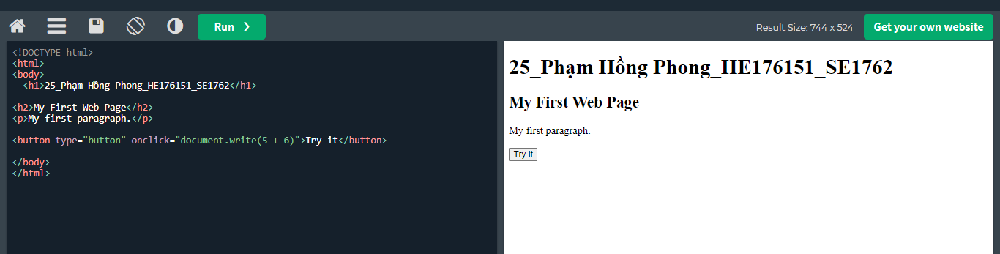 Run ❯
Result Size: 744 x 524
Get your own website
<!DOCTYPE html>
<html>
<body>
<h1>25_Phạm Hồng Phong_HE176151_SE1762</h1>
<h2>My First Web Page</h2>
<p>My first paragraph.</p>
<button type="button" onclick="document.write(5 + 6)">Try it</button>
</body>
</html>
25_Phạm Hồng Phong_HE176151_SE1762
My First Web Page
My first paragraph.
Try it